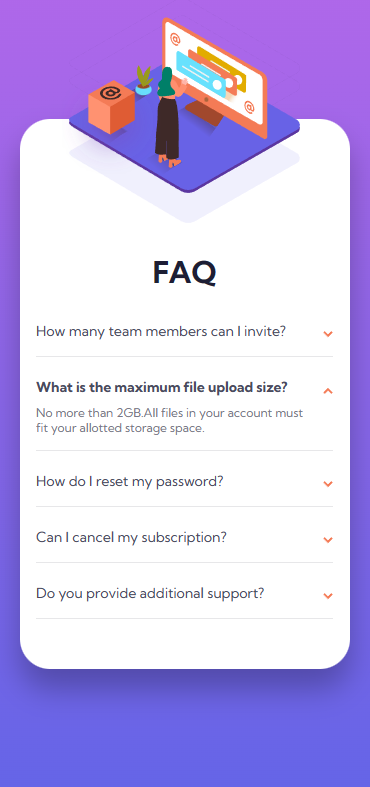 FAQ
How many team members can I invite?
What is the maximum file upload size?
No more than 2GB.All files in your account must
fit your allotted storage space.
How do I reset my password?
Can I cancel my subscription?
Do you provide additional support?